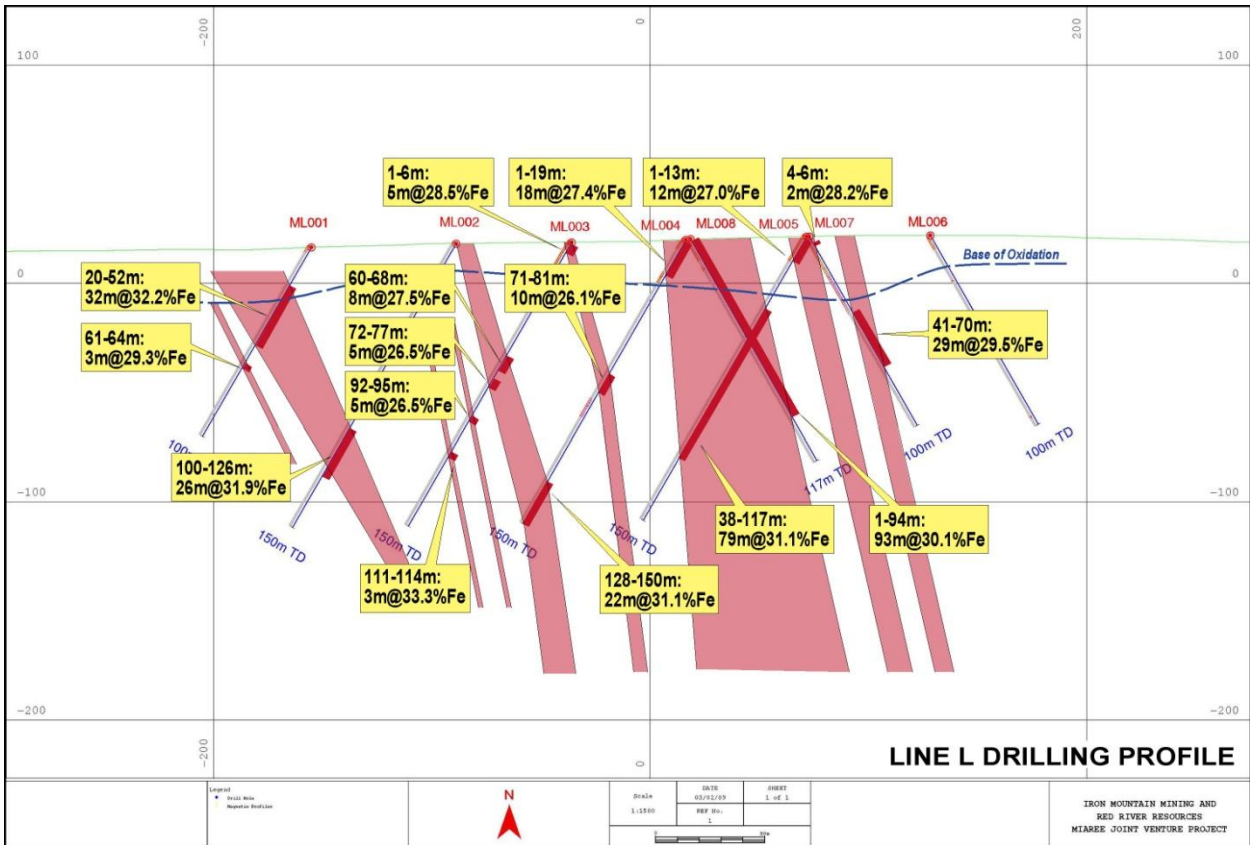 -200
0
200
100
100
1-6m:
5m@28.5%Fe
1-19m:
18m@27.4%Fe
1-13m:
12m@27.0%Fe
4-6m:
2m@28.2%Fe
ML001
ML002
ML003
ML004
ML008
ML005
ML007
ML006
Base of Oxidation
0
0
20-52m:
32m@32.2%Fe
60-68m:
8m@27.5%Fe
71-81m:
10m@26.1%Fe
61-64m:
3m@29.3%Fe
72-77m:
5m@26.5%Fe
41-70m:
29m@29.5%Fe
92-95m:
5m@26.5%Fe
100-126m:
26m@31.9%Fe
100m TD
100m TD
117m TD
-100
-100
150m TD
150m TD
150m TD
150m TD
38-117m:
79m@31.1%Fe
1-94m:
93m@30.1%Fe
111-114m:
3m@33.3%Fe
128-150m:
22m@31.1%Fe
-200
-200
-200
0
200
LINE L DRILLING PROFILE
Legend
Drill Hole
Magnetic Profiles
N
Scale
1:1500
DATE
03/02/09
SHEET
1 of 1
REF No:
1
0
IRON MOUNTAIN MINING AND
RED RIVER RESOURCES
MIAREE JOINT VENTURE PROJECT